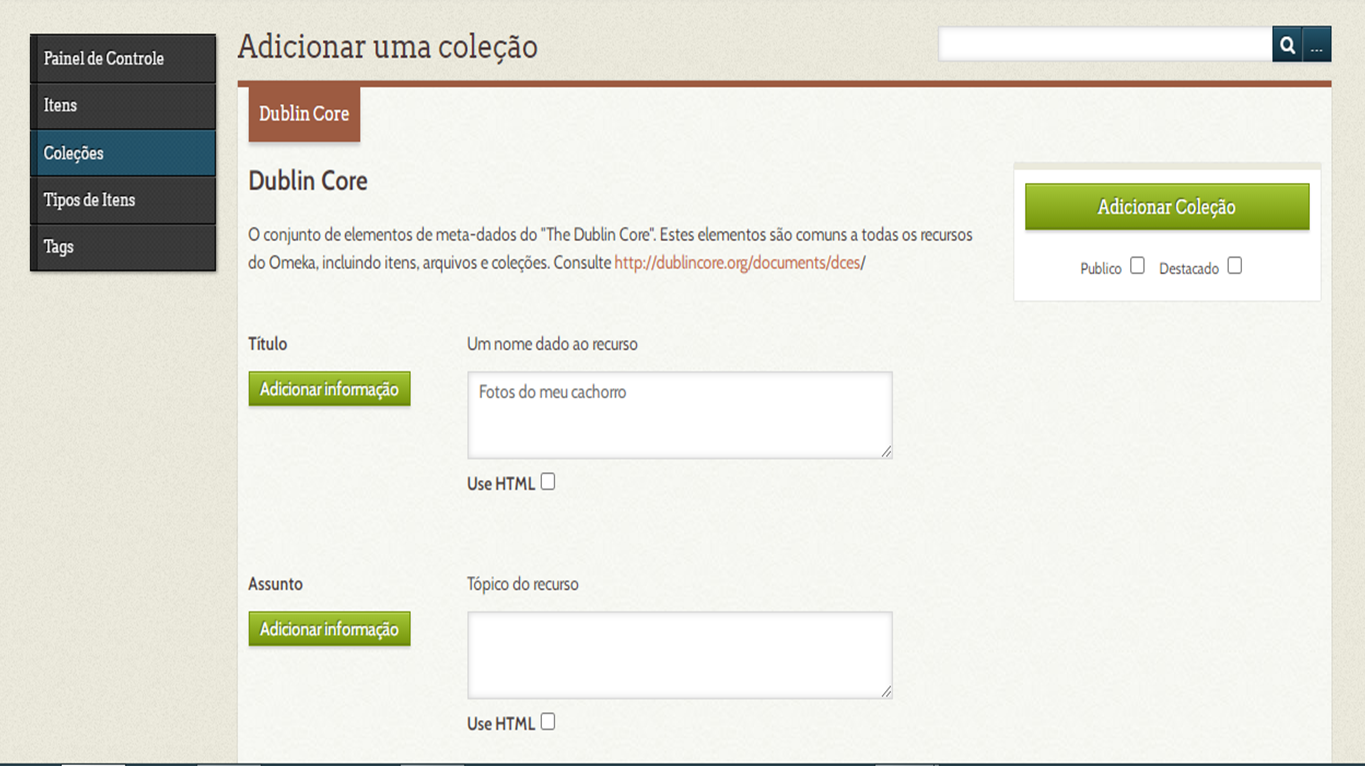 Painel de Controle
Itens
Coleções
Tipos de Itens
Tags
Adicionar uma coleção
...
Dublin Core
Dublin Core
O conjunto de elementos de meta-dados do "The Dublin Core". Estes elementos são comuns a todas os recursos
do Omeka, incluindo itens, arquivos e coleções. Consulte http://dublincore.org/documents/dces/
Adicionar Coleção
Publico Destacado
Título
Um nome dado ao recurso
Adicionar informação
Fotos do meu cachorro
Use HTML
Assunto
Tópico do recurso
Adicionar informação
Use HTML